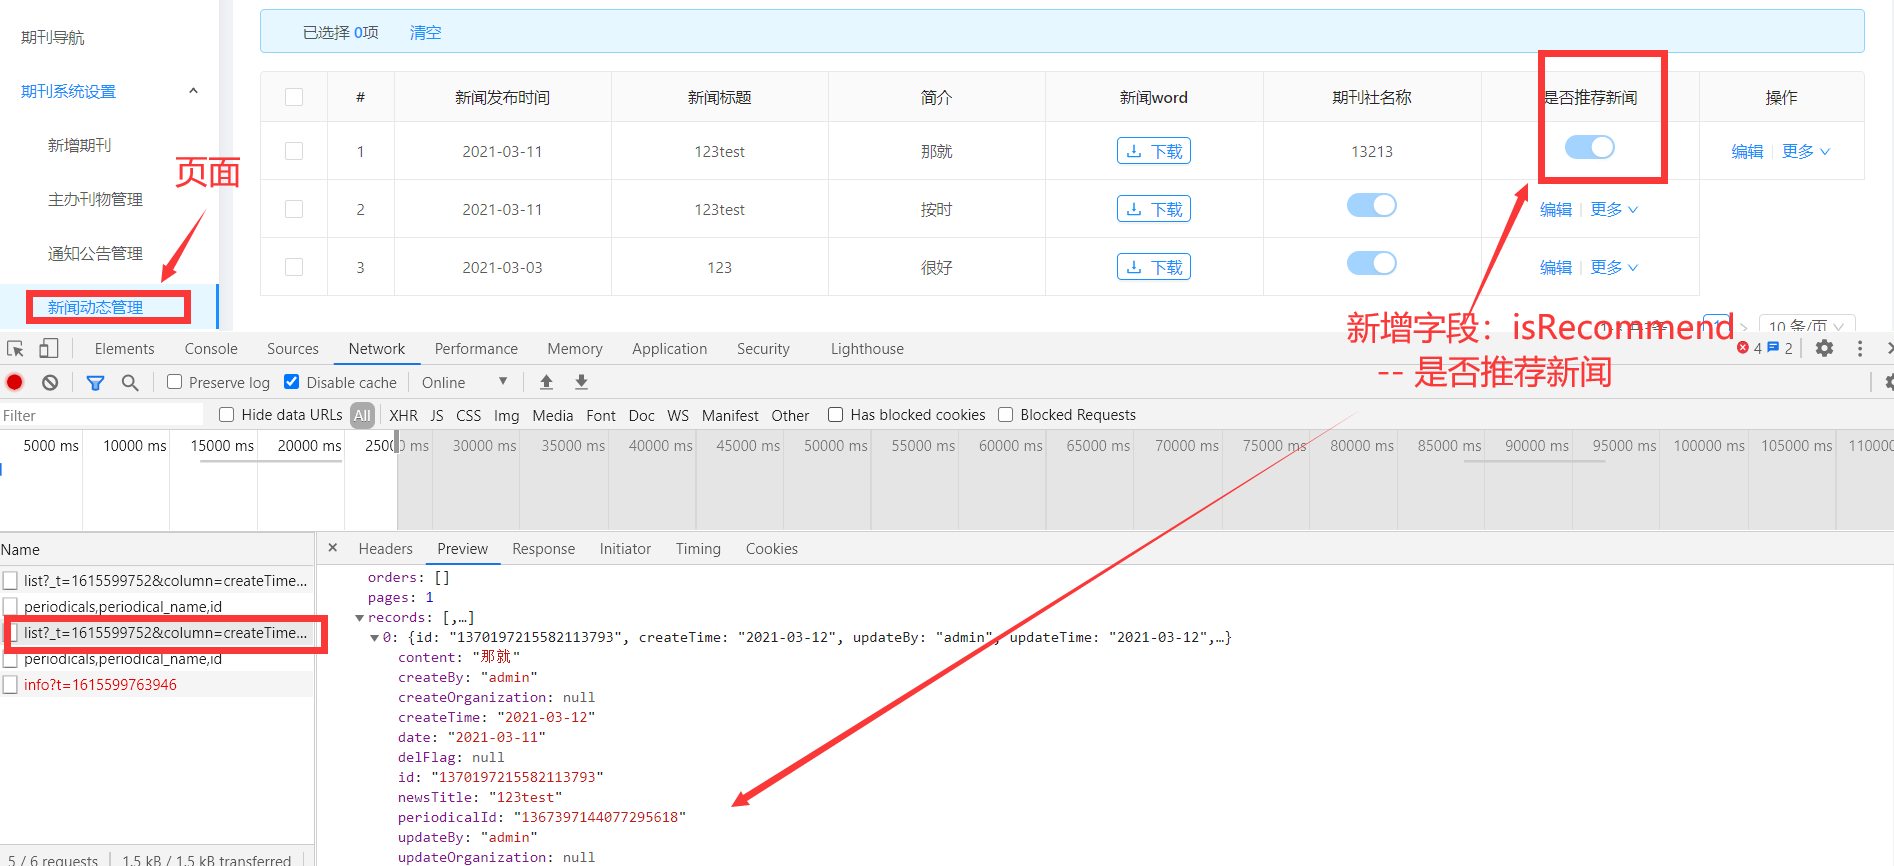 期刊导航
期刊系统设置
新增期刊
主办刊物管理
通知公告管理
新闻动态管理
页面
已选择 0项 清空
# 新闻发布时间 新闻标题 简介 新闻word 期刊社名称 是否推荐新闻 操作
1 2021-03-11 123test 那就 下载 13213 编辑 更多
2 2021-03-11 123test 按时 下载 编辑 更多
3 2021-03-03 123 很好 下载 编辑 更多
10 条/页
新增字段：isRecommend
-- 是否推荐新闻
Elements Console Sources Network Performance Memory Application Security Lighthouse 4 2
Preserve log Disable cache Online
Filter Hide data URLs All XHR JS CSS Img Media Font Doc WS Manifest Other Has blocked cookies Blocked Requests
5000 ms 10000 ms 15000 ms 20000 ms 2500 0 ms 30000 ms 35000 ms 40000 ms 45000 ms 50000 ms 55000 ms 60000 ms 65000 ms 70000 ms 75000 ms 80000 ms 85000 ms 90000 ms 95000 ms 100000 ms 105000 ms 110000
Name
list?_t=1615599752&column=createTime...
periodicals,periodical_name,id
list?_t=1615599752&column=createTime...
periodicals,periodical_name,id
info?t=1615599763946
5 / 6 requests 1.5 kB / 1.5 kB transferred
× Headers Preview Response Initiator Timing Cookies
orders: []
pages: 1
records: [,…]
0: {id: "1370197215582113793", createTime: "2021-03-12", updateBy: "admin", updateTime: "2021-03-12",…}
content: "那就"
createBy: "admin"
createOrganization: null
createTime: "2021-03-12"
date: "2021-03-11"
delFlag: null
id: "1370197215582113793"
newsTitle: "123test"
periodicalId: "1367397144077295618"
updateBy: "admin"
updateOrganization: null